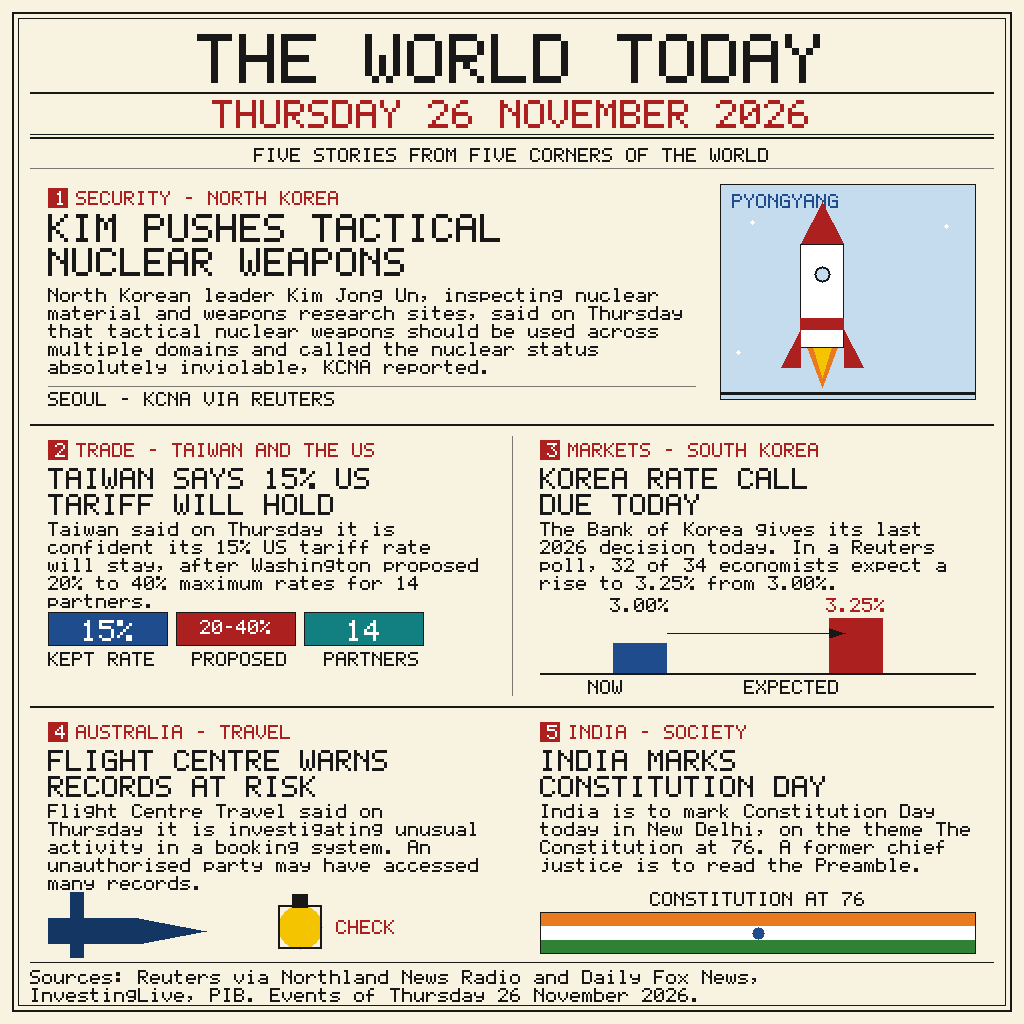 THE WORLD TODAY
THURSDAY 26 NOVEMBER 2026
FIVE STORIES FROM FIVE CORNERS OF THE WORLD
1 SECURITY - NORTH KOREA
KIM PUSHES TACTICAL
NUCLEAR WEAPONS
North Korean leader Kim Jong Un, inspecting nuclear
material and weapons research sites, said on Thursday
that tactical nuclear weapons should be used across
multiple domains and called the nuclear status
absolutely inviolable, KCNA reported.
SEOUL - KCNA VIA REUTERS
PYONGYANG
2 TRADE - TAIWAN AND THE US
TAIWAN SAYS 15% US
TARIFF WILL HOLD
Taiwan said on Thursday it is
confident its 15% US tariff rate
will stay, after Washington proposed
20% to 40% maximum rates for 14
partners.
15% 20-40% 14
KEPT RATE PROPOSED PARTNERS
3 MARKETS - SOUTH KOREA
KOREA RATE CALL
DUE TODAY
The Bank of Korea gives its last
2026 decision today. In a Reuters
poll, 32 of 34 economists expect a
rise to 3.25% from 3.00%.
3.00% 3.25%
NOW EXPECTED
4 AUSTRALIA - TRAVEL
FLIGHT CENTRE WARNS
RECORDS AT RISK
Flight Centre Travel said on
Thursday it is investigating unusual
activity in a booking system. An
unauthorised party may have accessed
many records.
CHECK
5 INDIA - SOCIETY
INDIA MARKS
CONSTITUTION DAY
India is to mark Constitution Day
today in New Delhi, on the theme The
Constitution at 76. A former chief
justice is to read the Preamble.
CONSTITUTION AT 76
Sources: Reuters via Northland News Radio and Daily Fox News,
InvestingLive, PIB. Events of Thursday 26 November 2026.